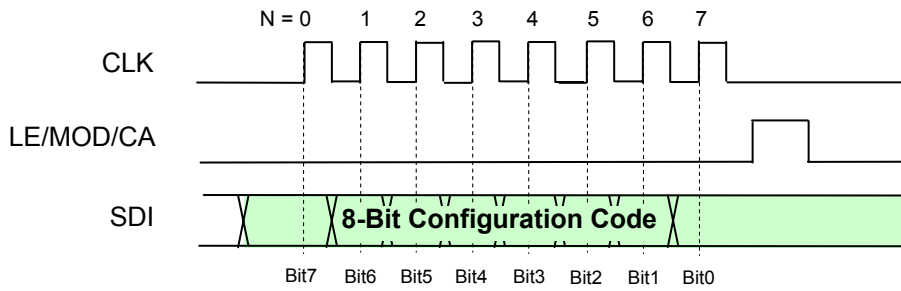 N = 0 1 2 3 4 5 6 7
CLK
LE/MOD/CA
SDI 8-Bit Configuration Code
Bit7 Bit6 Bit5 Bit4 Bit3 Bit2 Bit1 Bit0